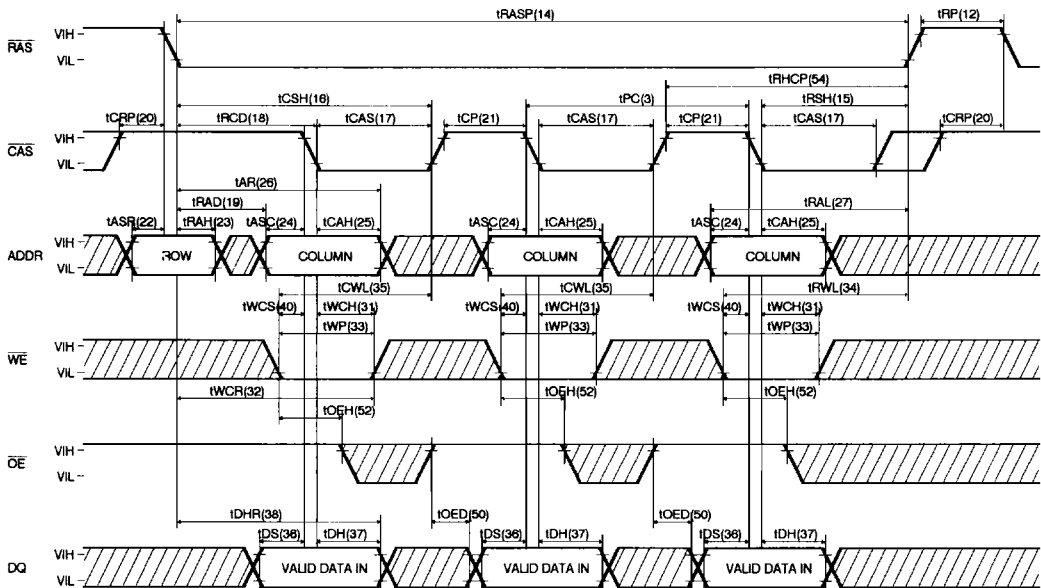 tRASP(14) tRP(12)
RAS VIH
VIL
tRHCP(54)
tCSH(16) tPC(3) tRSH(15)
tCRP(20) tRCD(18) tCAS(17) tCP(21) tCAS(17) tCP(21) tCAS(17) tCRP(20)
CAS VIH
VIL
tAR(26)
tRAD(19) tRAL(27)
tASR(22) tRAH(23) tASC(24) tCAH(25) tASC(24) tCAH(25) tASC(24) tCAH(25)
ADDR VIH
VIL
ROW COLUMN COLUMN COLUMN
tCWL(35) tCWL(35) tRWL(34)
tWCS(40) tWCH(31) tWCS(40) tWCH(31) tWCS(40) tWCH(31)
tWP(33) tWP(33) tWP(33)
WE VIH
VIL
tWCR(32) tOEH(52) tOEH(52) tOEH(52)
OE VIH
VIL
tDHR(38) tOED(50) tOED(50)
tDS(36) tDH(37) tDS(36) tDH(37) tDS(36) tDH(37)
DQ VIH
VIL
VALID DATA IN VALID DATA IN VALID DATA IN